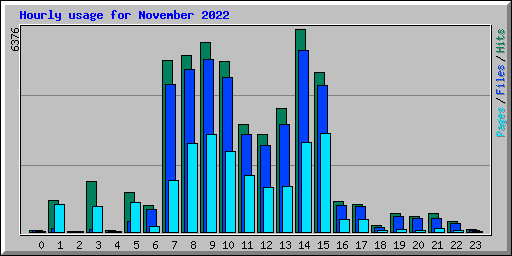 Hourly usage for November 2022
6376
Pages/Files/Hits
0 1 2 3 4 5 6 7 8 9 10 11 12 13 14 15 16 17 18 19 20 21 22 23